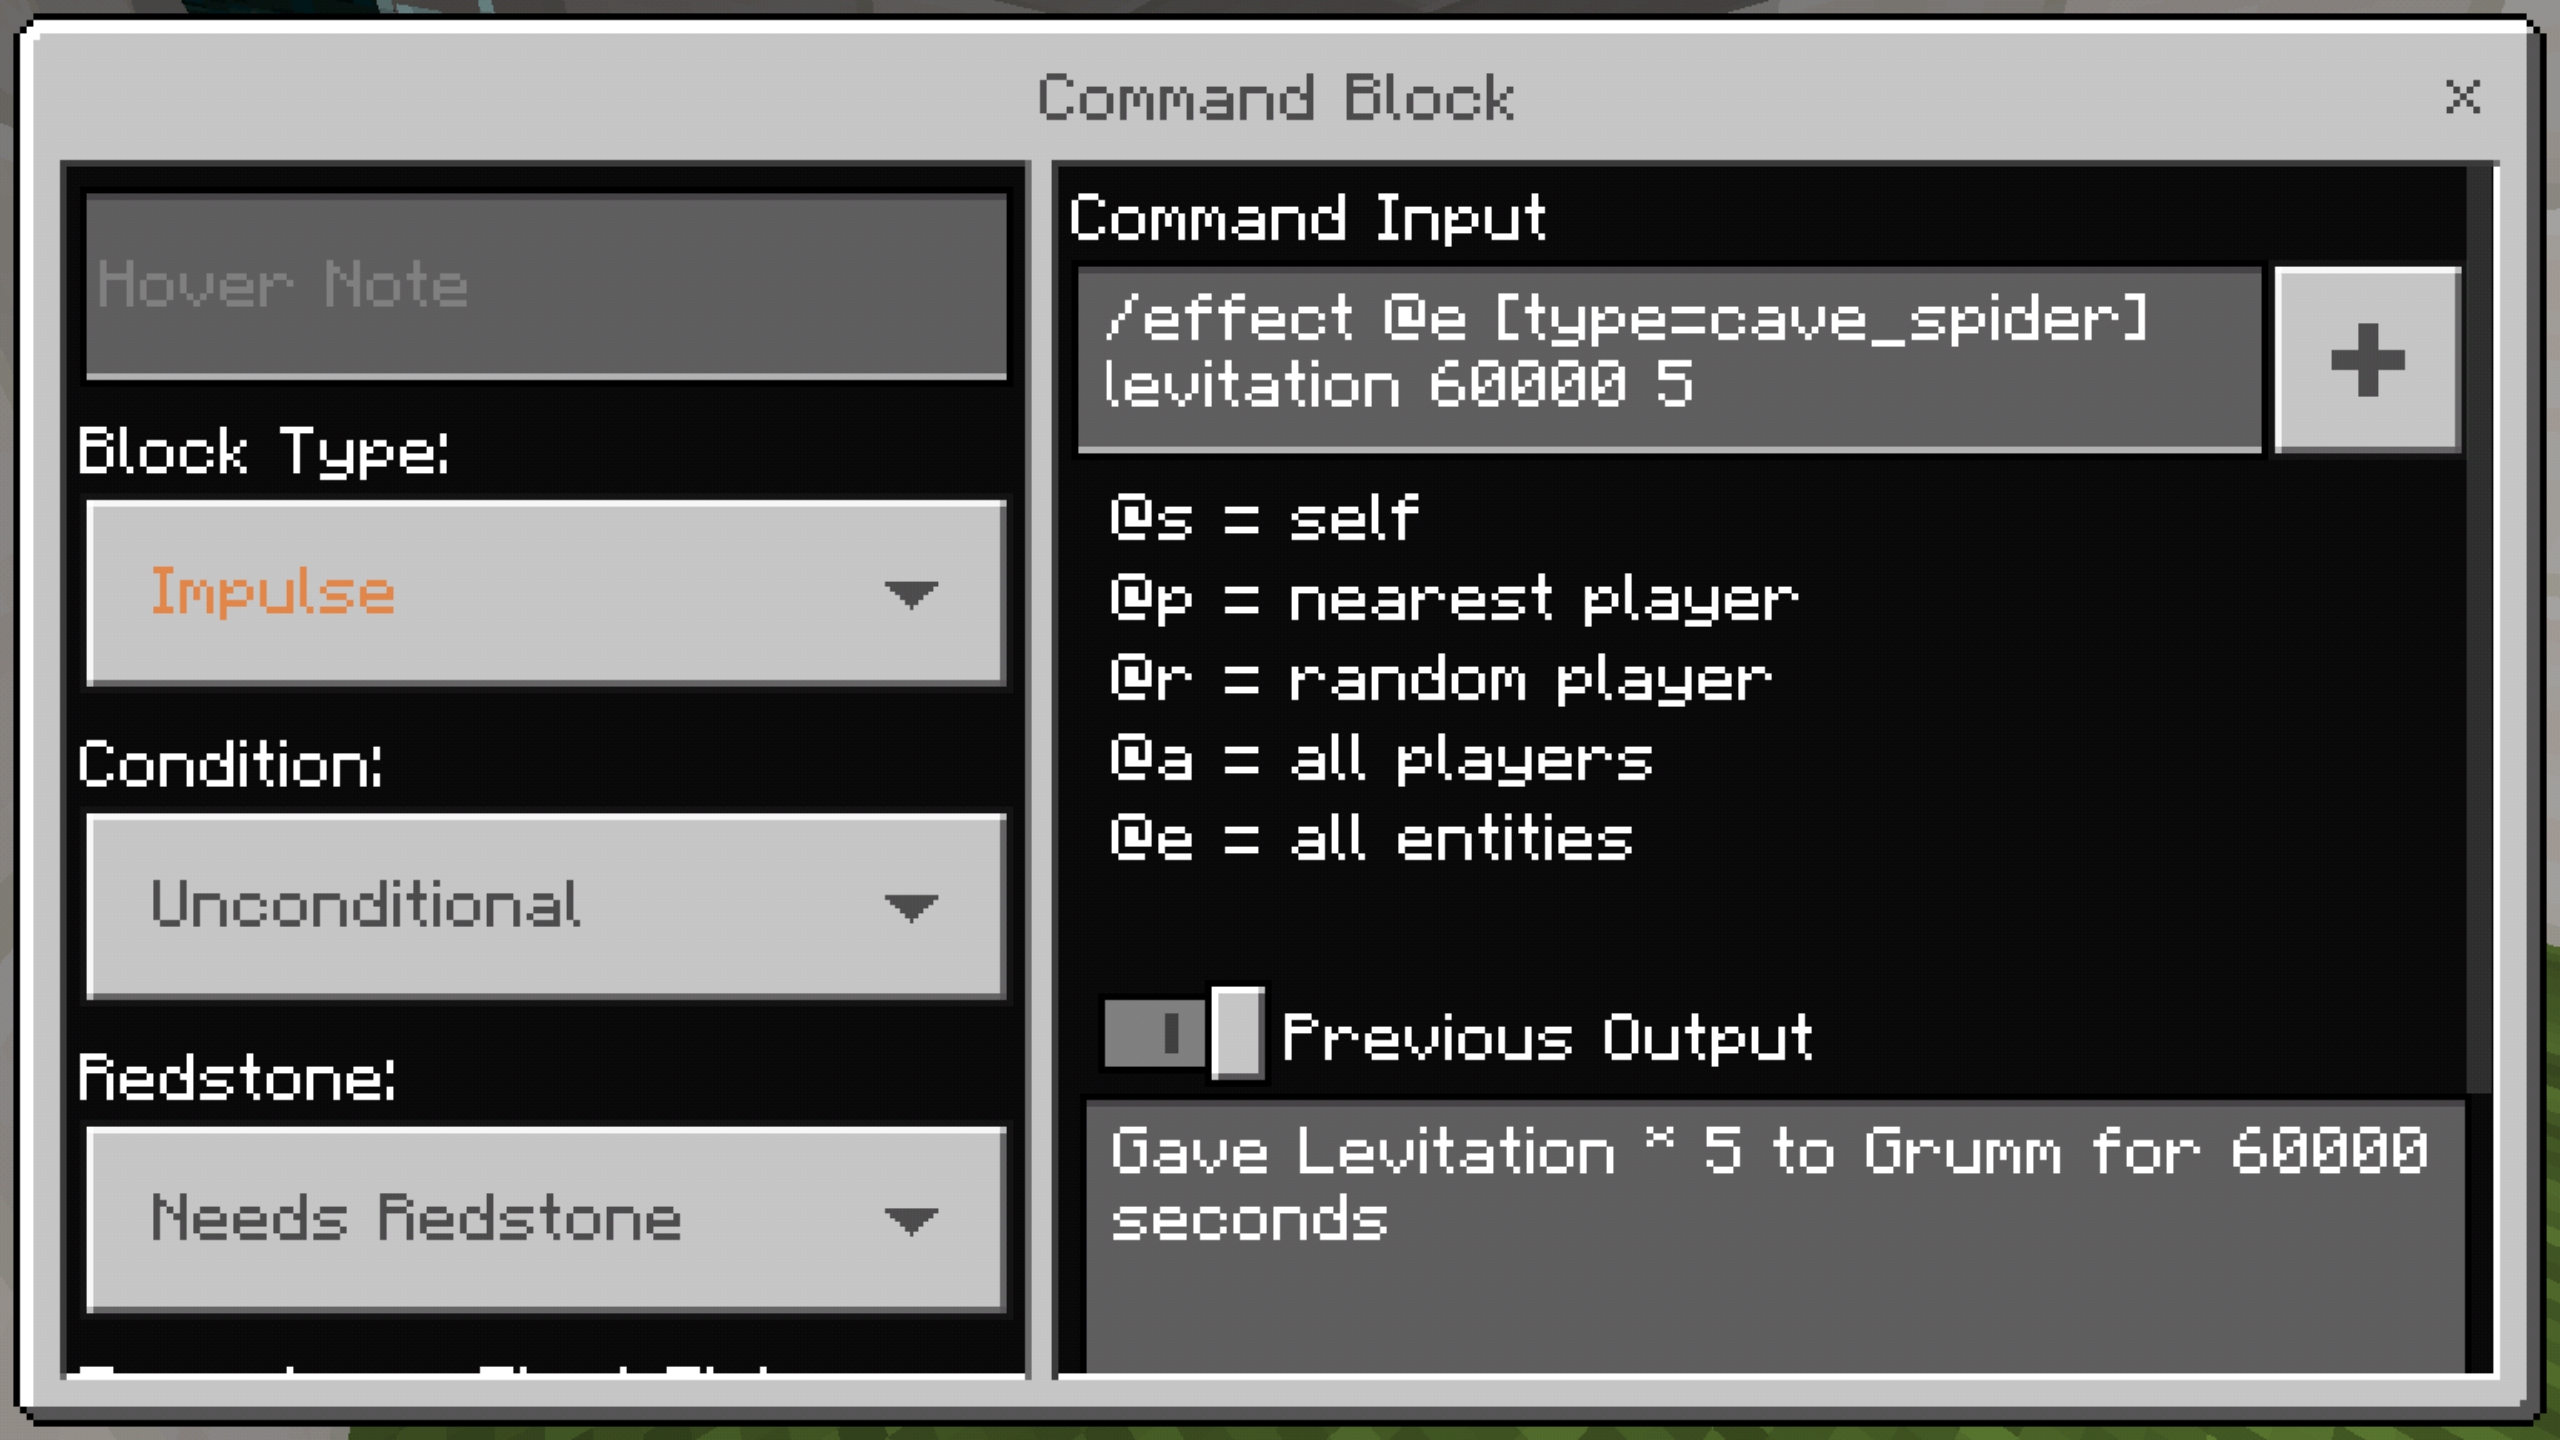 Command Block
Hover Note
Block Type:
Impulse
Condition:
Unconditional
Redstone:
Needs Redstone
Command Input
/effect @e [type=cave_spider]
levitation 60000 5
@s = self
@p = nearest player
@r = random player
@a = all players
@e = all entities
Previous Output
Gave Levitation * 5 to Grumm for 60000
seconds